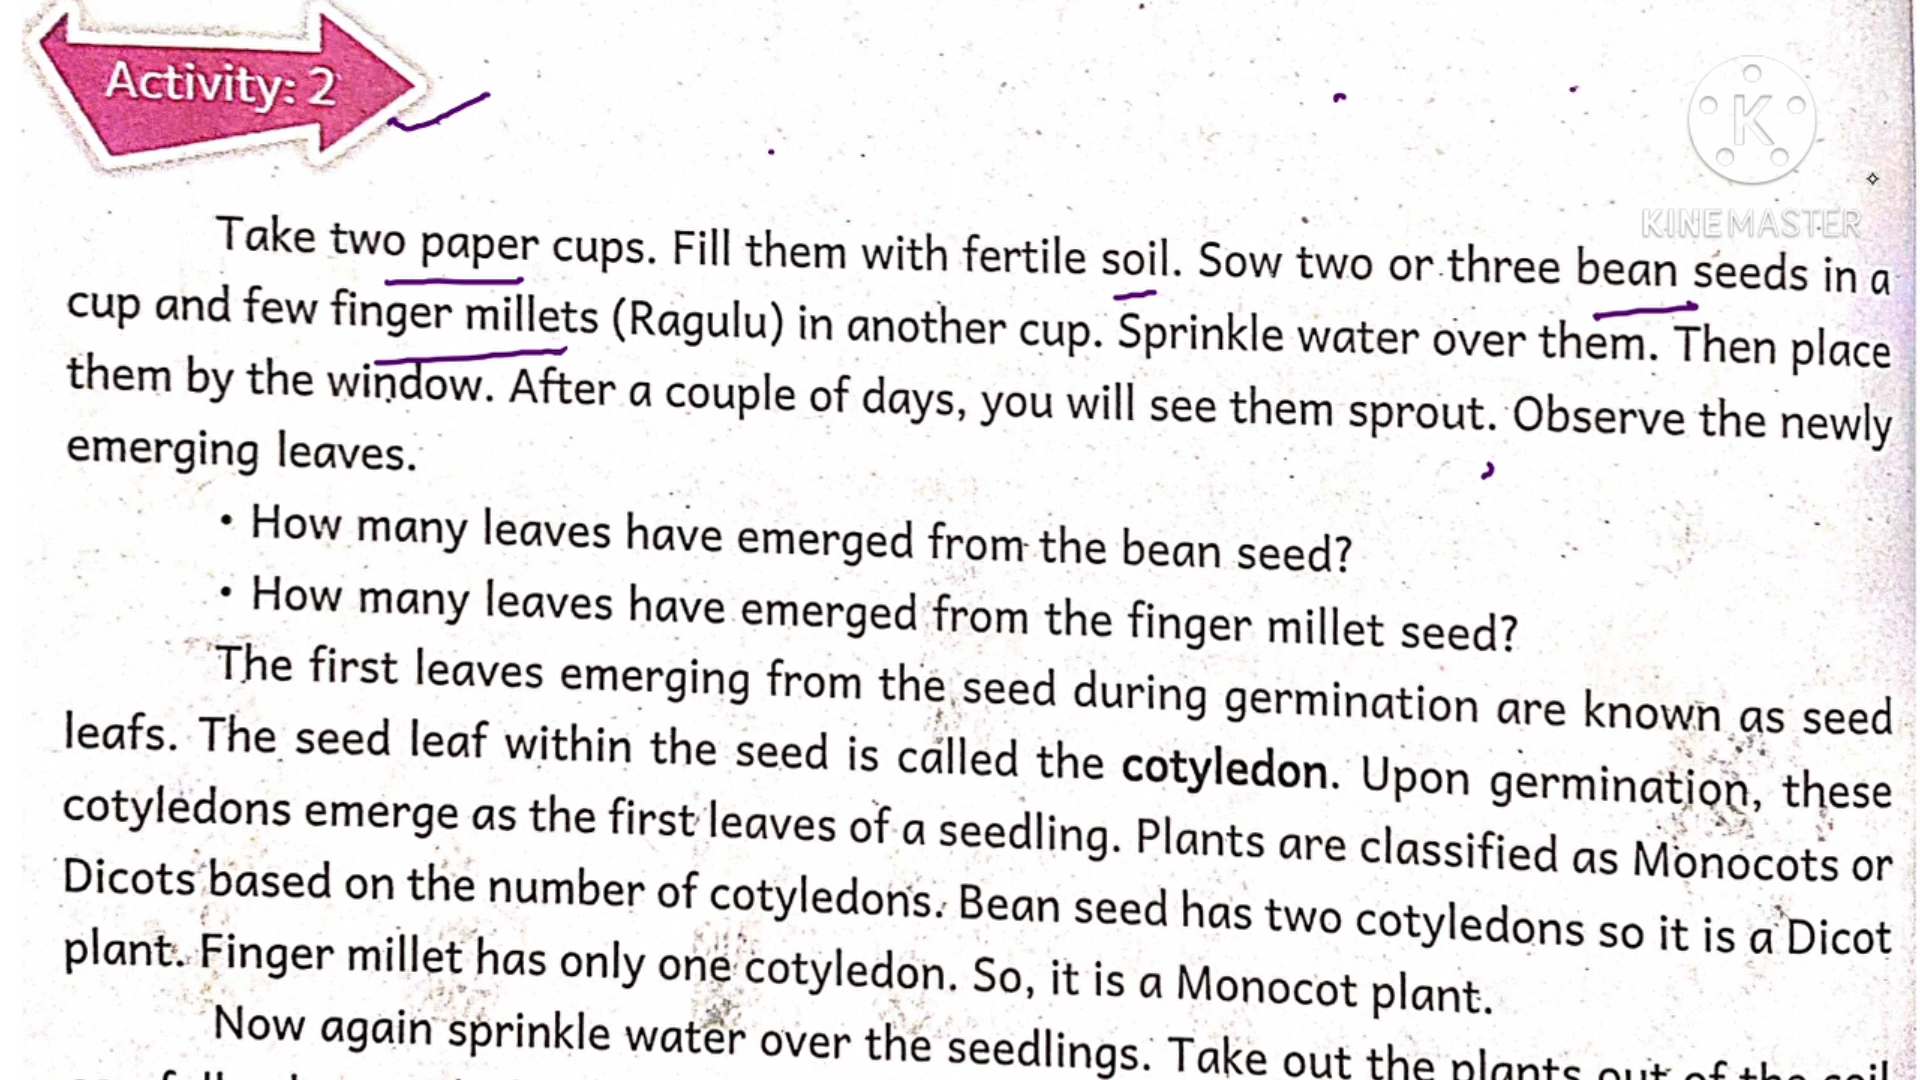 Activity: 2
KINEMASTER
Take two paper cups. Fill them with fertile soil. Sow two or three bean seeds in a
cup and few finger millets (Ragulu) in another cup. Sprinkle water over them. Then place
them by the window. After a couple of days, you will see them sprout. Observe the newly
emerging leaves.
• How many leaves have emerged from the bean seed?
• How many leaves have emerged from the finger millet seed?
The first leaves emerging from the seed during germination are known as seed
leafs. The seed leaf within the seed is called the cotyledon. Upon germination, these
cotyledons emerge as the first leaves of a seedling. Plants are classified as Monocots or
Dicots based on the number of cotyledons. Bean seed has two cotyledons so it is a Dicot
plant. Finger millet has only one cotyledon. So, it is a Monocot plant.
Now again sprinkle water over the seedlings. Take out the plants out of the soil